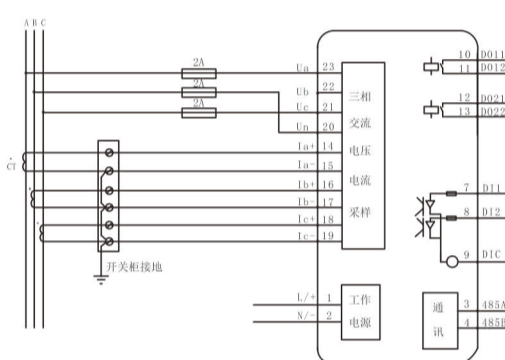 A B C
2A
2A
2A
CT
开关柜接地
Ua 23
Ub 22
Uc 21
Un 20
Ia+ 14
Ia- 15
Ib+ 16
Ib- 17
Ic+ 18
Ic- 19
三相
交流
电压
电流
采样
L/+ 1
N/- 2
工作
电源
10 DO11
11 DO12
12 DO21
13 DO22
7 DI1
8 DI2
9 DIC
通
讯
3 485A
4 485B